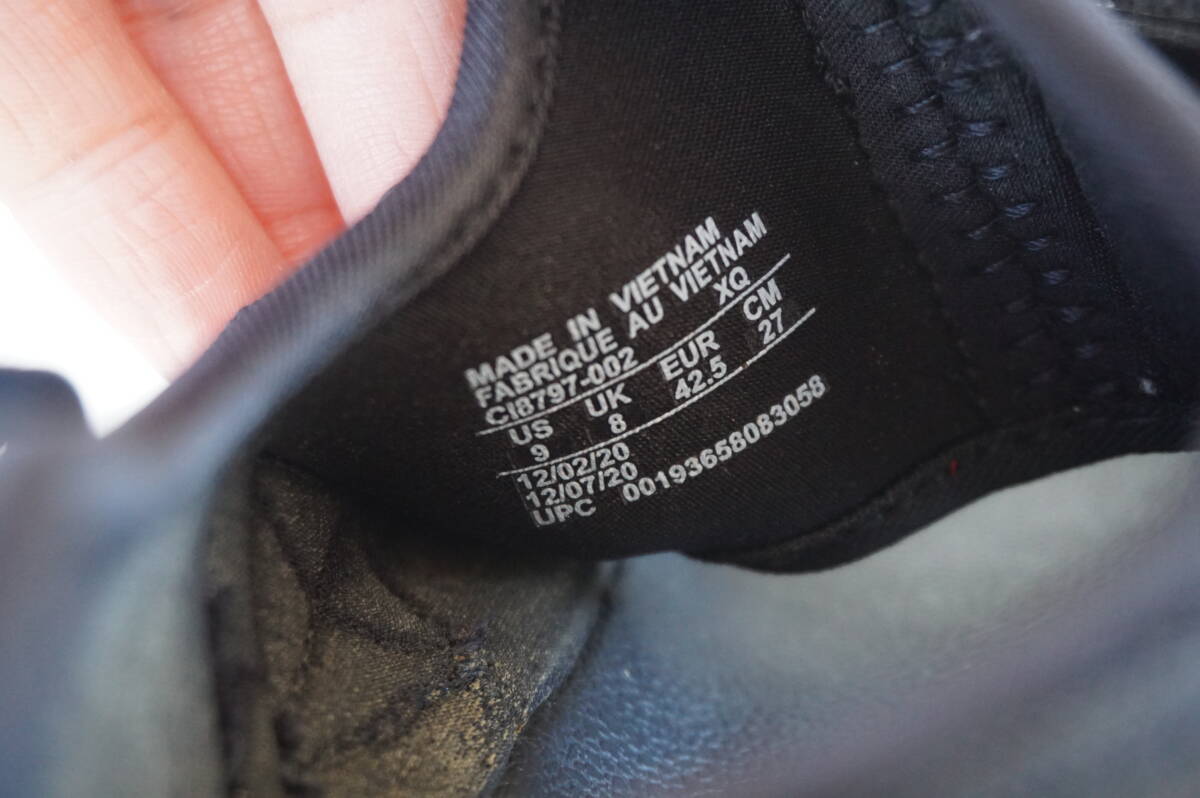 MADE IN VIETNAM
FABRIQUE AU VIETNAM
CI8797-002 XQ
US UK EUR CM
9 8 42.5 27
12/02/20
12/07/20
UPC 00193658083058